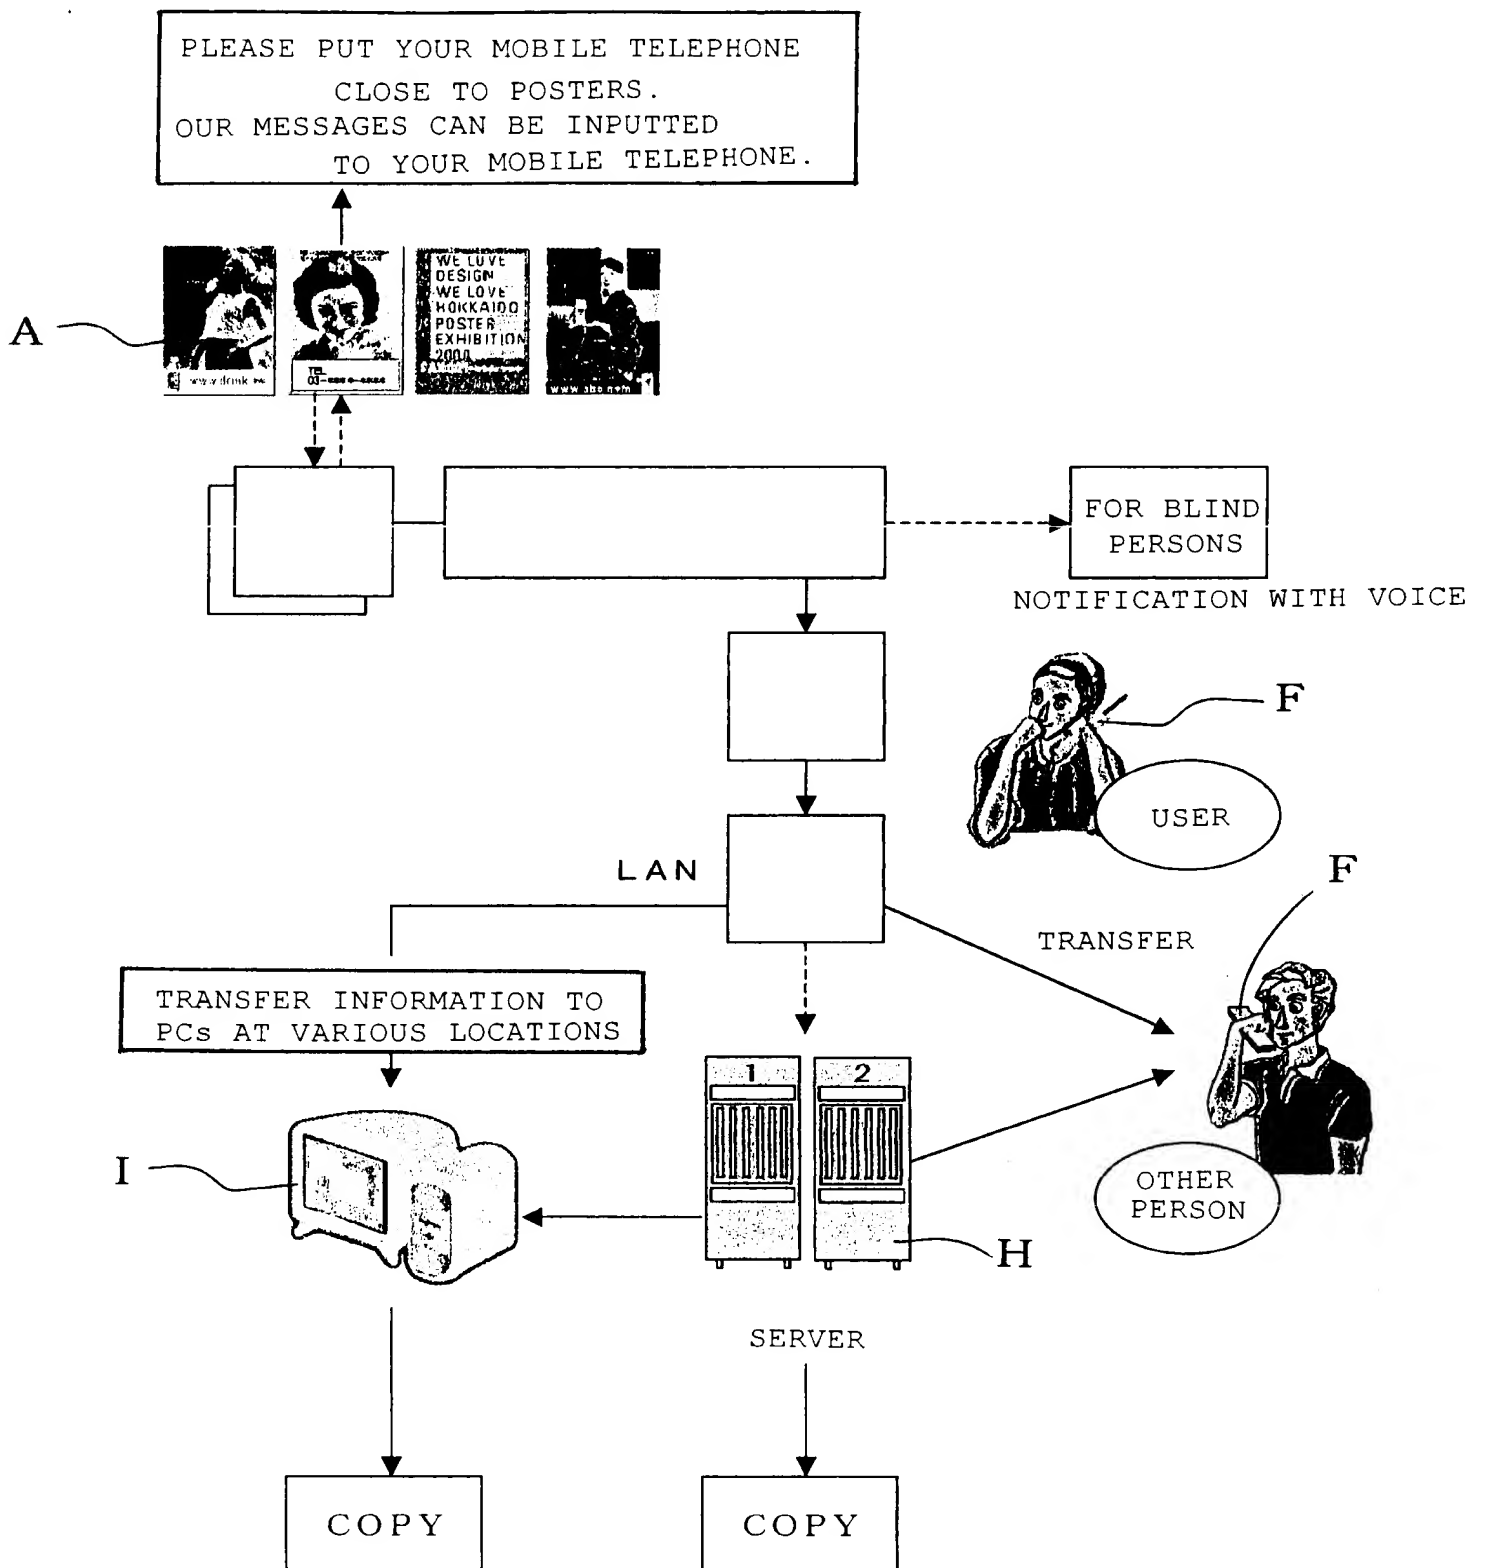 PLEASE PUT YOUR MOBILE TELEPHONE
CLOSE TO POSTERS.
OUR MESSAGES CAN BE INPUTTED
TO YOUR MOBILE TELEPHONE.
A
TEL
03-
WE LOVE
DESIGN
WE LOVE
HOKKAIDO
POSTER
EXHIBITION
FOR BLIND
PERSONS
NOTIFICATION WITH VOICE
F
USER
LAN
F
TRANSFER
TRANSFER INFORMATION TO
PCs AT VARIOUS LOCATIONS
1
2
I
OTHER
PERSON
H
SERVER
COPY
COPY